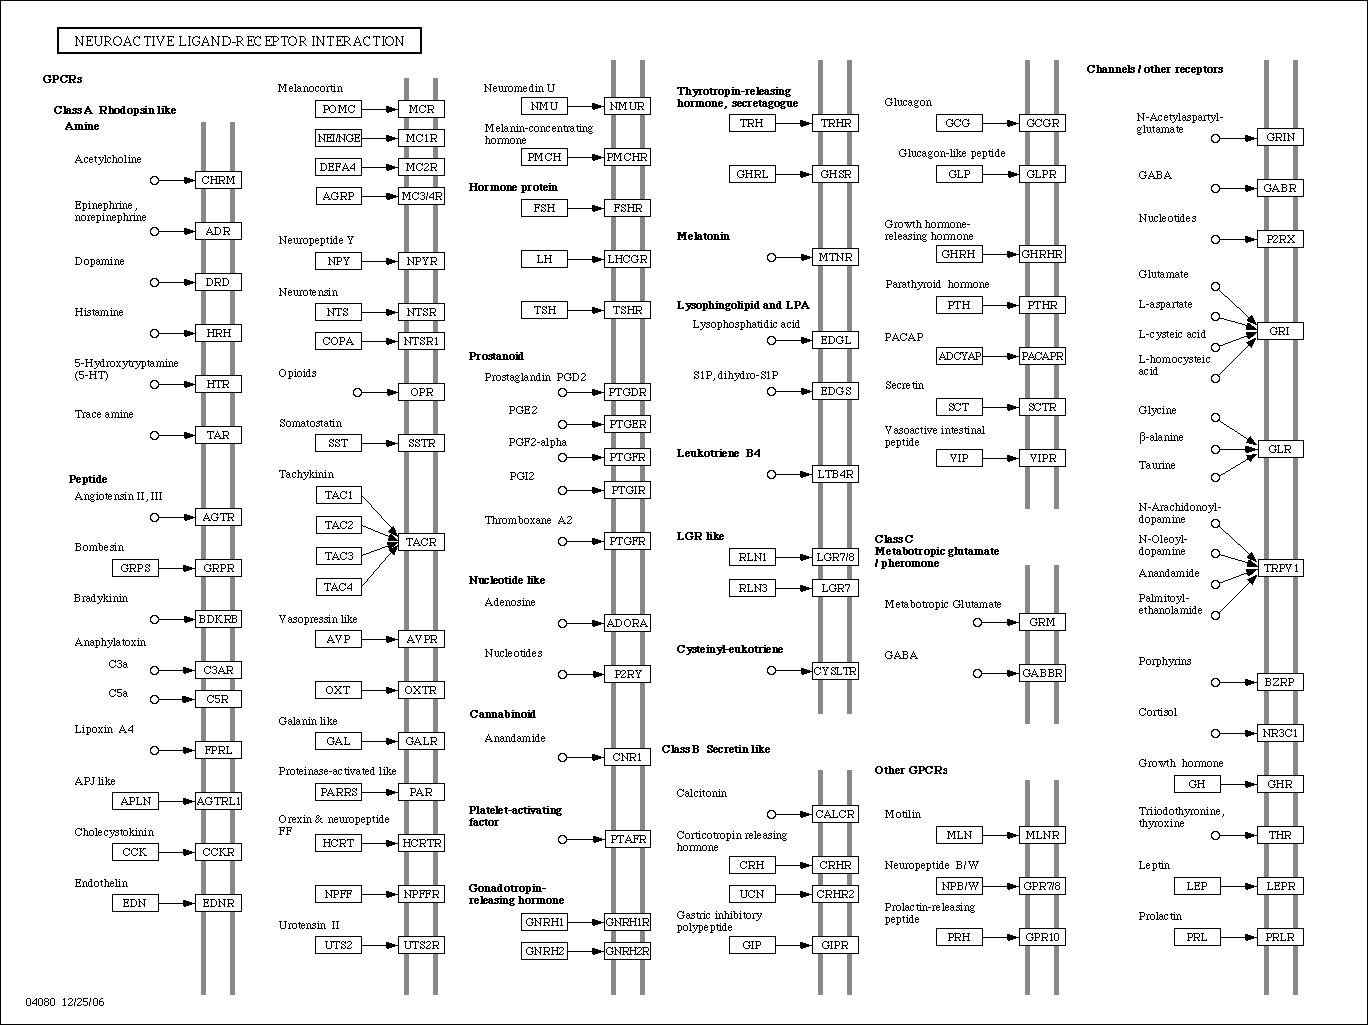 NEUROACTIVE LIGAND-RECEPTOR INTERACTION
GPCRs
Class A Rhodopsin like
Amine
Acetylcholine
CHRM
Epinephrine,
norepinephrine
ADR
Dopamine
DRD
Histamine
HRH
5-Hydroxytryptamine
(5-HT)
HTR
Trace amine
TAR
Peptide
Angiotensin II, III
AGTR
Bombesin
GRPS GRPR
Bradykinin
BDKRB
Anaphylatoxin
C3a
C3AR
C5a
C5R
Lipoxin A4
FPRL
APJ like
APLN AGTRL1
Cholecystokinin
CCK CCKR
Endothelin
EDN EDNR
04080 12/25/06
Melanocortin
POMC MCR
NEI/NGE MC1R
DEFA4 MC2R
AGRP MC3/4R
Neuropeptide Y
NPY NPYR
Neurotensin
NTS NTSR
COPA NTSR1
Opioids
OPR
Somatostatin
SST SSTR
Tachykinin
TAC1
TAC2
TACR
TAC3
TAC4
Vasopressin like
AVP AVPR
OXT OXTR
Galanin like
GAL GALR
Proteinase-activated like
PARRS PAR
Orexin & neuropeptide
FF
HCRT HCRTR
NPFF NPFFR
Urotensin II
UTS2 UTS2R
Neuromedin U
NMU NMUR
Melanin-concentrating
hormone
PMCH PMCHR
Hormone protein
FSH FSHR
LH LHCGR
TSH TSHR
Prostanoid
Prostaglandin PGD2
PTGDR
PGE2
PTGER
PGF2-alpha
PTGFR
PGI2
PTGIR
Thromboxane A2
PTGFR
Nucleotide like
Adenosine
ADORA
Nucleotides
P2RY
Cannabinoid
Anandamide
CNR1
Platelet-activating
factor
PTAFR
Gonadotropin-
releasing hormone
GNRH1 GNRH1R
GNRH2 GNRH2R
Thyrotropin-releasing
hormone, secretagogue
TRH TRHR
GHRL GHSR
Melatonin
MTNR
Lysophingolipid and LPA
Lysophosphatidic acid
EDGL
S1P, dihydro-S1P
EDGS
Leukotriene B4
LTB4R
LGR like
RLN1 LGR7/8
RLN3 LGR7
Cysteinyl-eukotriene
CYSLTR
Class B Secretin like
Calcitonin
CALCR
Corticotropin releasing
hormone
CRH CRHR
UCN CRHR2
Gastric inhibitory
polypeptide
GIP GIPR
Glucagon
GCG GCGR
Glucagon-like peptide
GLP GLPR
Growth hormone-
releasing hormone
GHRH GHRHR
Parathyroid hormone
PTH PTHR
PACAP
ADCYAP PACAPR
Secretin
SCT SCTR
Vasoactive intestinal
peptide
VIP VIPR
Class C
Metabotropic glutamate
/ pheromone
Metabotropic Glutamate
GRM
GABA
GABBR
Other GPCRs
Motilin
MLN MLNR
Neuropeptide B/W
NPB/W GPR7/8
Prolactin-releasing
peptide
PRH GPR10
Channels / other receptors
N-Acetylaspartyl-
glutamate
GRIN
GABA
GABR
Nucleotides
P2RX
Glutamate
L-aspartate
GRI
L-cysteic acid
L-homocysteic
acid
Glycine
β-alanine
GLR
Taurine
N-Arachidonoyl-
dopamine
N-Oleoyl-
dopamine
TRPV1
Anandamide
Palmitoyl-
ethanolamide
Porphyrins
BZRP
Cortisol
NR3C1
Growth hormone
GH GHR
Triiodothyronine,
thyroxine
THR
Leptin
LEP LEPR
Prolactin
PRL PRLR